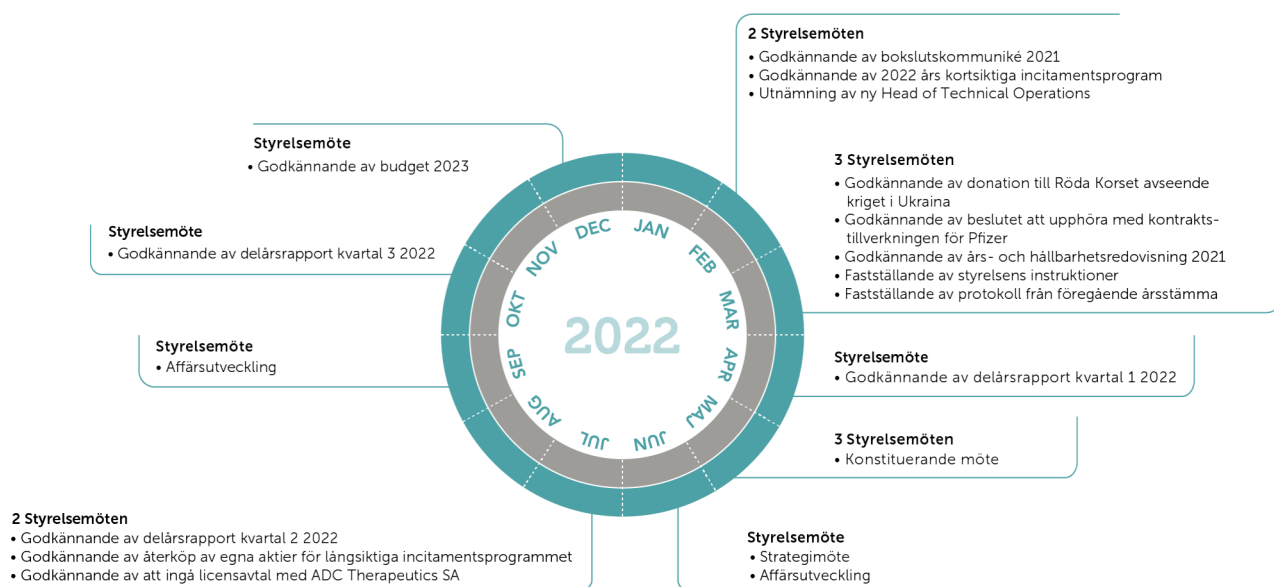 2 Styrelsemöten
• Godkännande av bokslutskommuniké 2021
• Godkännande av 2022 års kortsiktiga incitamentsprogram
• Utnämning av ny Head of Technical Operations
3 Styrelsemöten
• Godkännande av donation till Röda Korset avseende
kriget i Ukraina
• Godkännande av beslutet att upphöra med kontrakts-
tillverkningen för Pfizer
• Godkännande av års- och hållbarhetsredovisning 2021
• Fastställande av styrelsens instruktioner
• Fastställande av protokoll från föregående årsstämma
Styrelsemöte
• Godkännande av delårsrapport kvartal 1 2022
3 Styrelsemöten
• Konstituerande möte
Styrelsemöte
• Strategimöte
• Affärsutveckling
2 Styrelsemöten
• Godkännande av delårsrapport kvartal 2 2022
• Godkännande av återköp av egna aktier för långsiktiga incitamentsprogrammet
• Godkännande av att ingå licensavtal med ADC Therapeutics SA
Styrelsemöte
• Affärsutveckling
Styrelsemöte
• Godkännande av delårsrapport kvartal 3 2022
Styrelsemöte
• Godkännande av budget 2023
JAN
FEB
MAR
APR
MAJ
JUN
JUL
AUG
SEP
OKT
NOV
DEC
2022